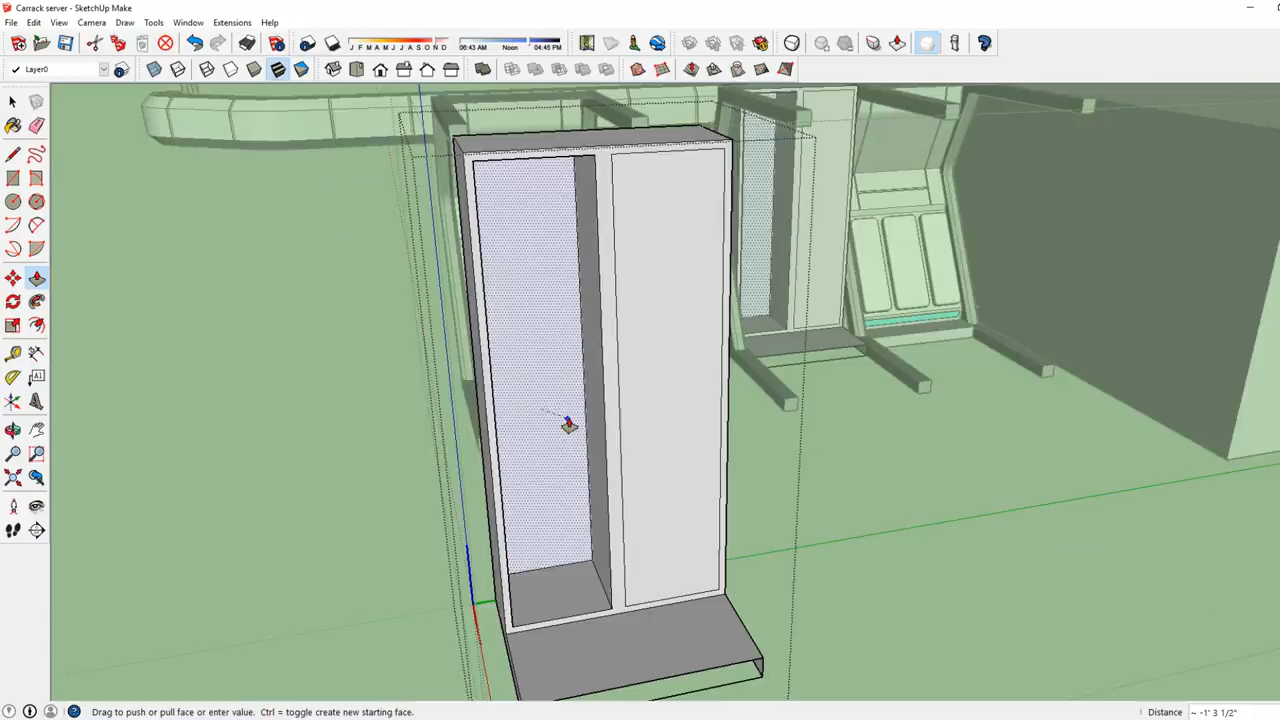 Carrack server - SketchUp Make
File Edit View Camera Draw Tools Window Extensions Help
J F M A M J J A S O N D 06:43 AM Noon 04:45 PM
Layer0
A1
Drag to push or pull face or enter value. Ctrl = toggle create new starting face. Distance ~ -1' 3 1/2"